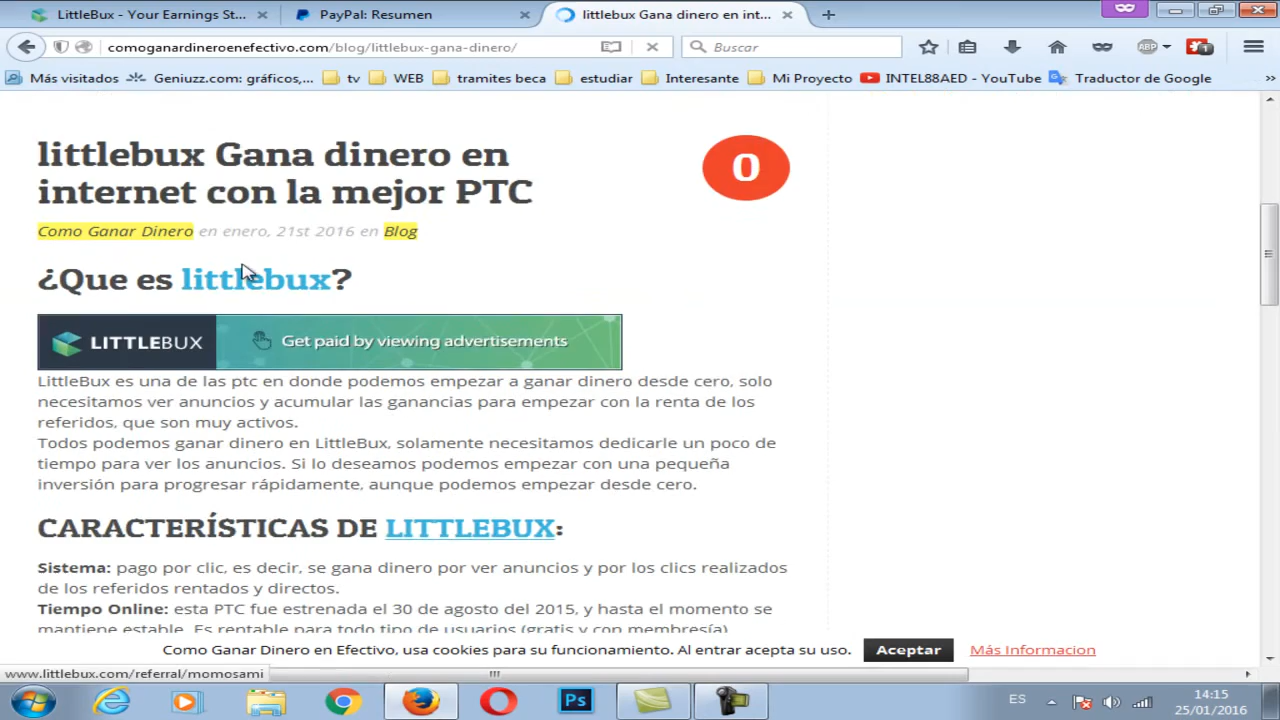 LittleBux - Your Earnings St...
PayPal: Resumen
littlebux Gana dinero en int...
comoganardineroenefectivo.com/blog/littlebux-gana-dinero/
Buscar
ABP
1
Más visitados
Geniuzz.com: gráficos,...
tv
WEB
tramites beca
estudiar
Interesante
Mi Proyecto
INTEL88AED - YouTube
Traductor de Google
littlebux Gana dinero en
internet con la mejor PTC
0
Como Ganar Dinero en enero, 21st 2016 en Blog
¿Que es littlebux?
LITTLEBUX
Get paid by viewing advertisements
LittleBux es una de las ptc en donde podemos empezar a ganar dinero desde cero, solo
necesitamos ver anuncios y acumular las ganancias para empezar con la renta de los
referidos, que son muy activos.
Todos podemos ganar dinero en LittleBux, solamente necesitamos dedicarle un poco de
tiempo para ver los anuncios. Si lo deseamos podemos empezar con una pequeña
inversión para progresar rápidamente, aunque podemos empezar desde cero.
CARACTERÍSTICAS DE LITTLEBUX:
Sistema: pago por clic, es decir, se gana dinero por ver anuncios y por los clics realizados
de los referidos rentados y directos.
Tiempo Online: esta PTC fue estrenada el 30 de agosto del 2015, y hasta el momento se
mantiene estable. Es rentable para todo tipo de usuarios (gratis y con membresía)
Como Ganar Dinero en Efectivo, usa cookies para su funcionamiento. Al entrar acepta su uso.
Aceptar
Más Informacion
www.littlebux.com/referral/momosami
Ps
ES
14:15
25/01/2016